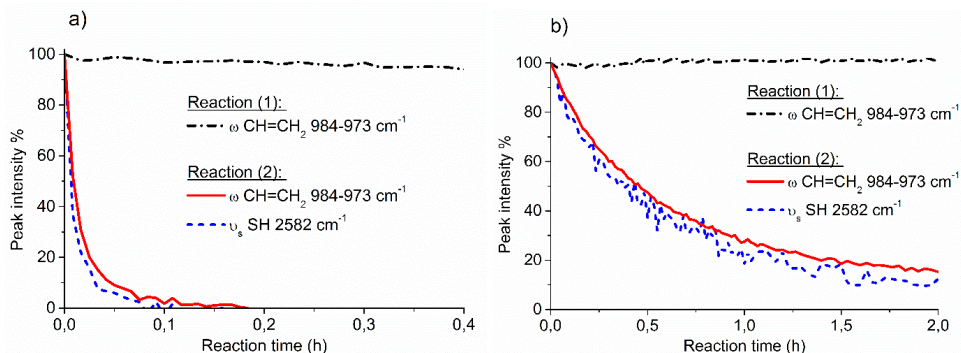 a)
Peak intensity %
100
80
60
40
20
0
Reaction (1):
ω CH=CH₂ 984-973 cm⁻¹
Reaction (2):
ω CH=CH₂ 984-973 cm⁻¹
υₛ SH 2582 cm⁻¹
0,0 0,1 0,2 0,3 0,4
Reaction time (h)
b)
Peak intensity %
100
80
60
40
20
0
Reaction (1):
ω CH=CH₂ 984-973 cm⁻¹
Reaction (2):
ω CH=CH₂ 984-973 cm⁻¹
υₛ SH 2582 cm⁻¹
0,0 0,5 1,0 1,5 2,0
Reaction time (h)